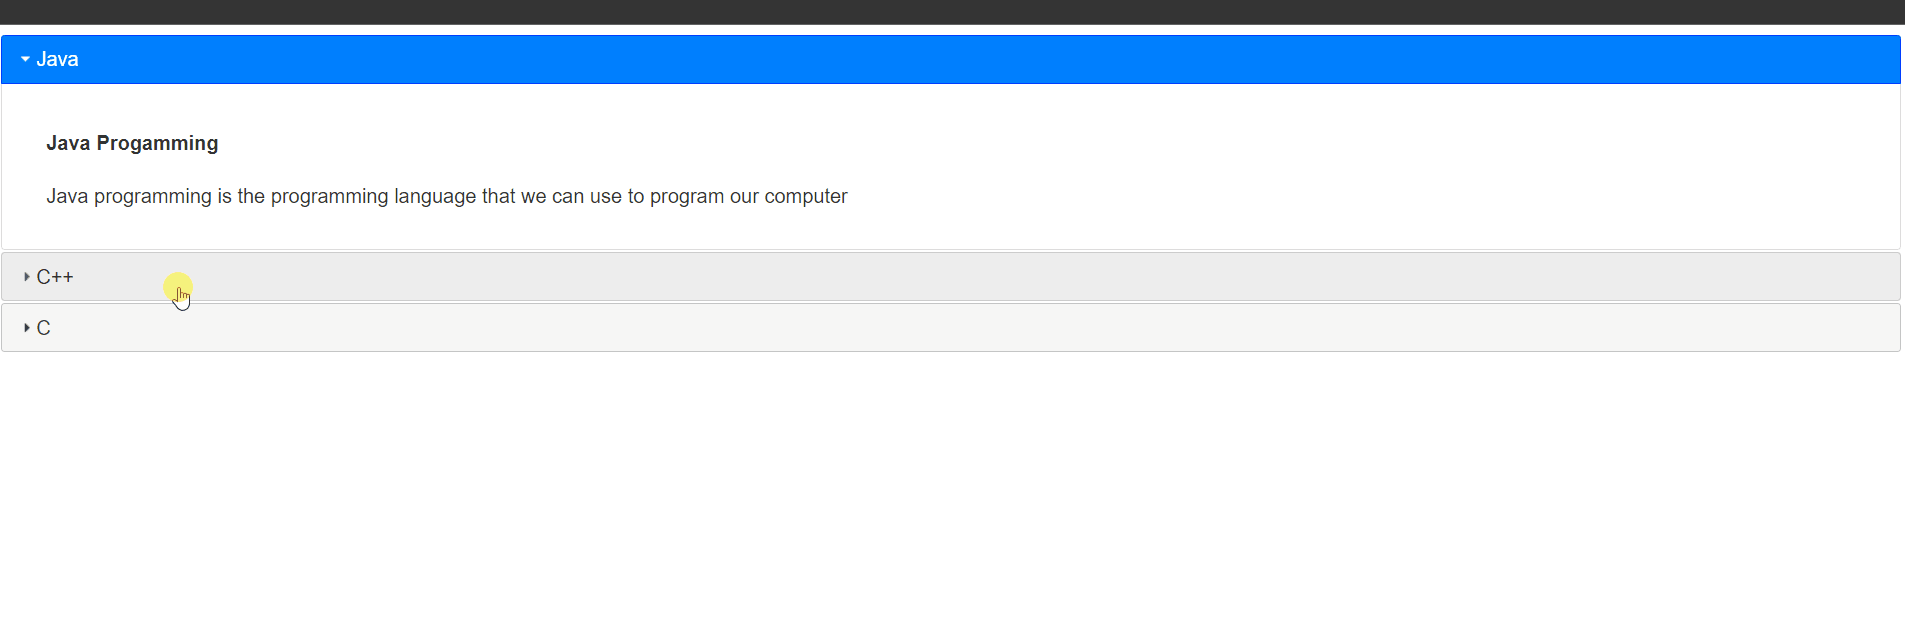 Java
Java Progamming
Java programming is the programming language that we can use to program our computer
C++
C